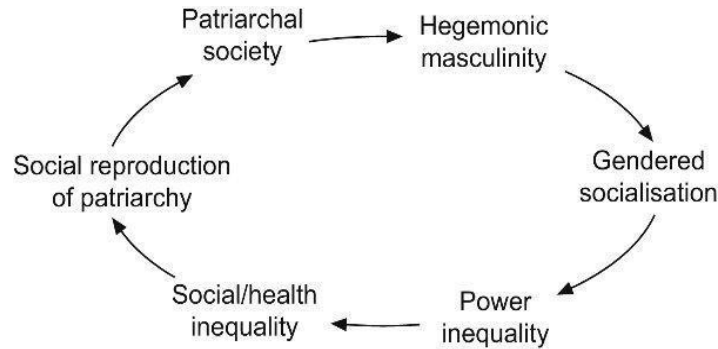 Patriarchal
society
Hegemonic
masculinity
Gendered
socialisation
Power
inequality
Social/health
inequality
Social reproduction
of patriarchy